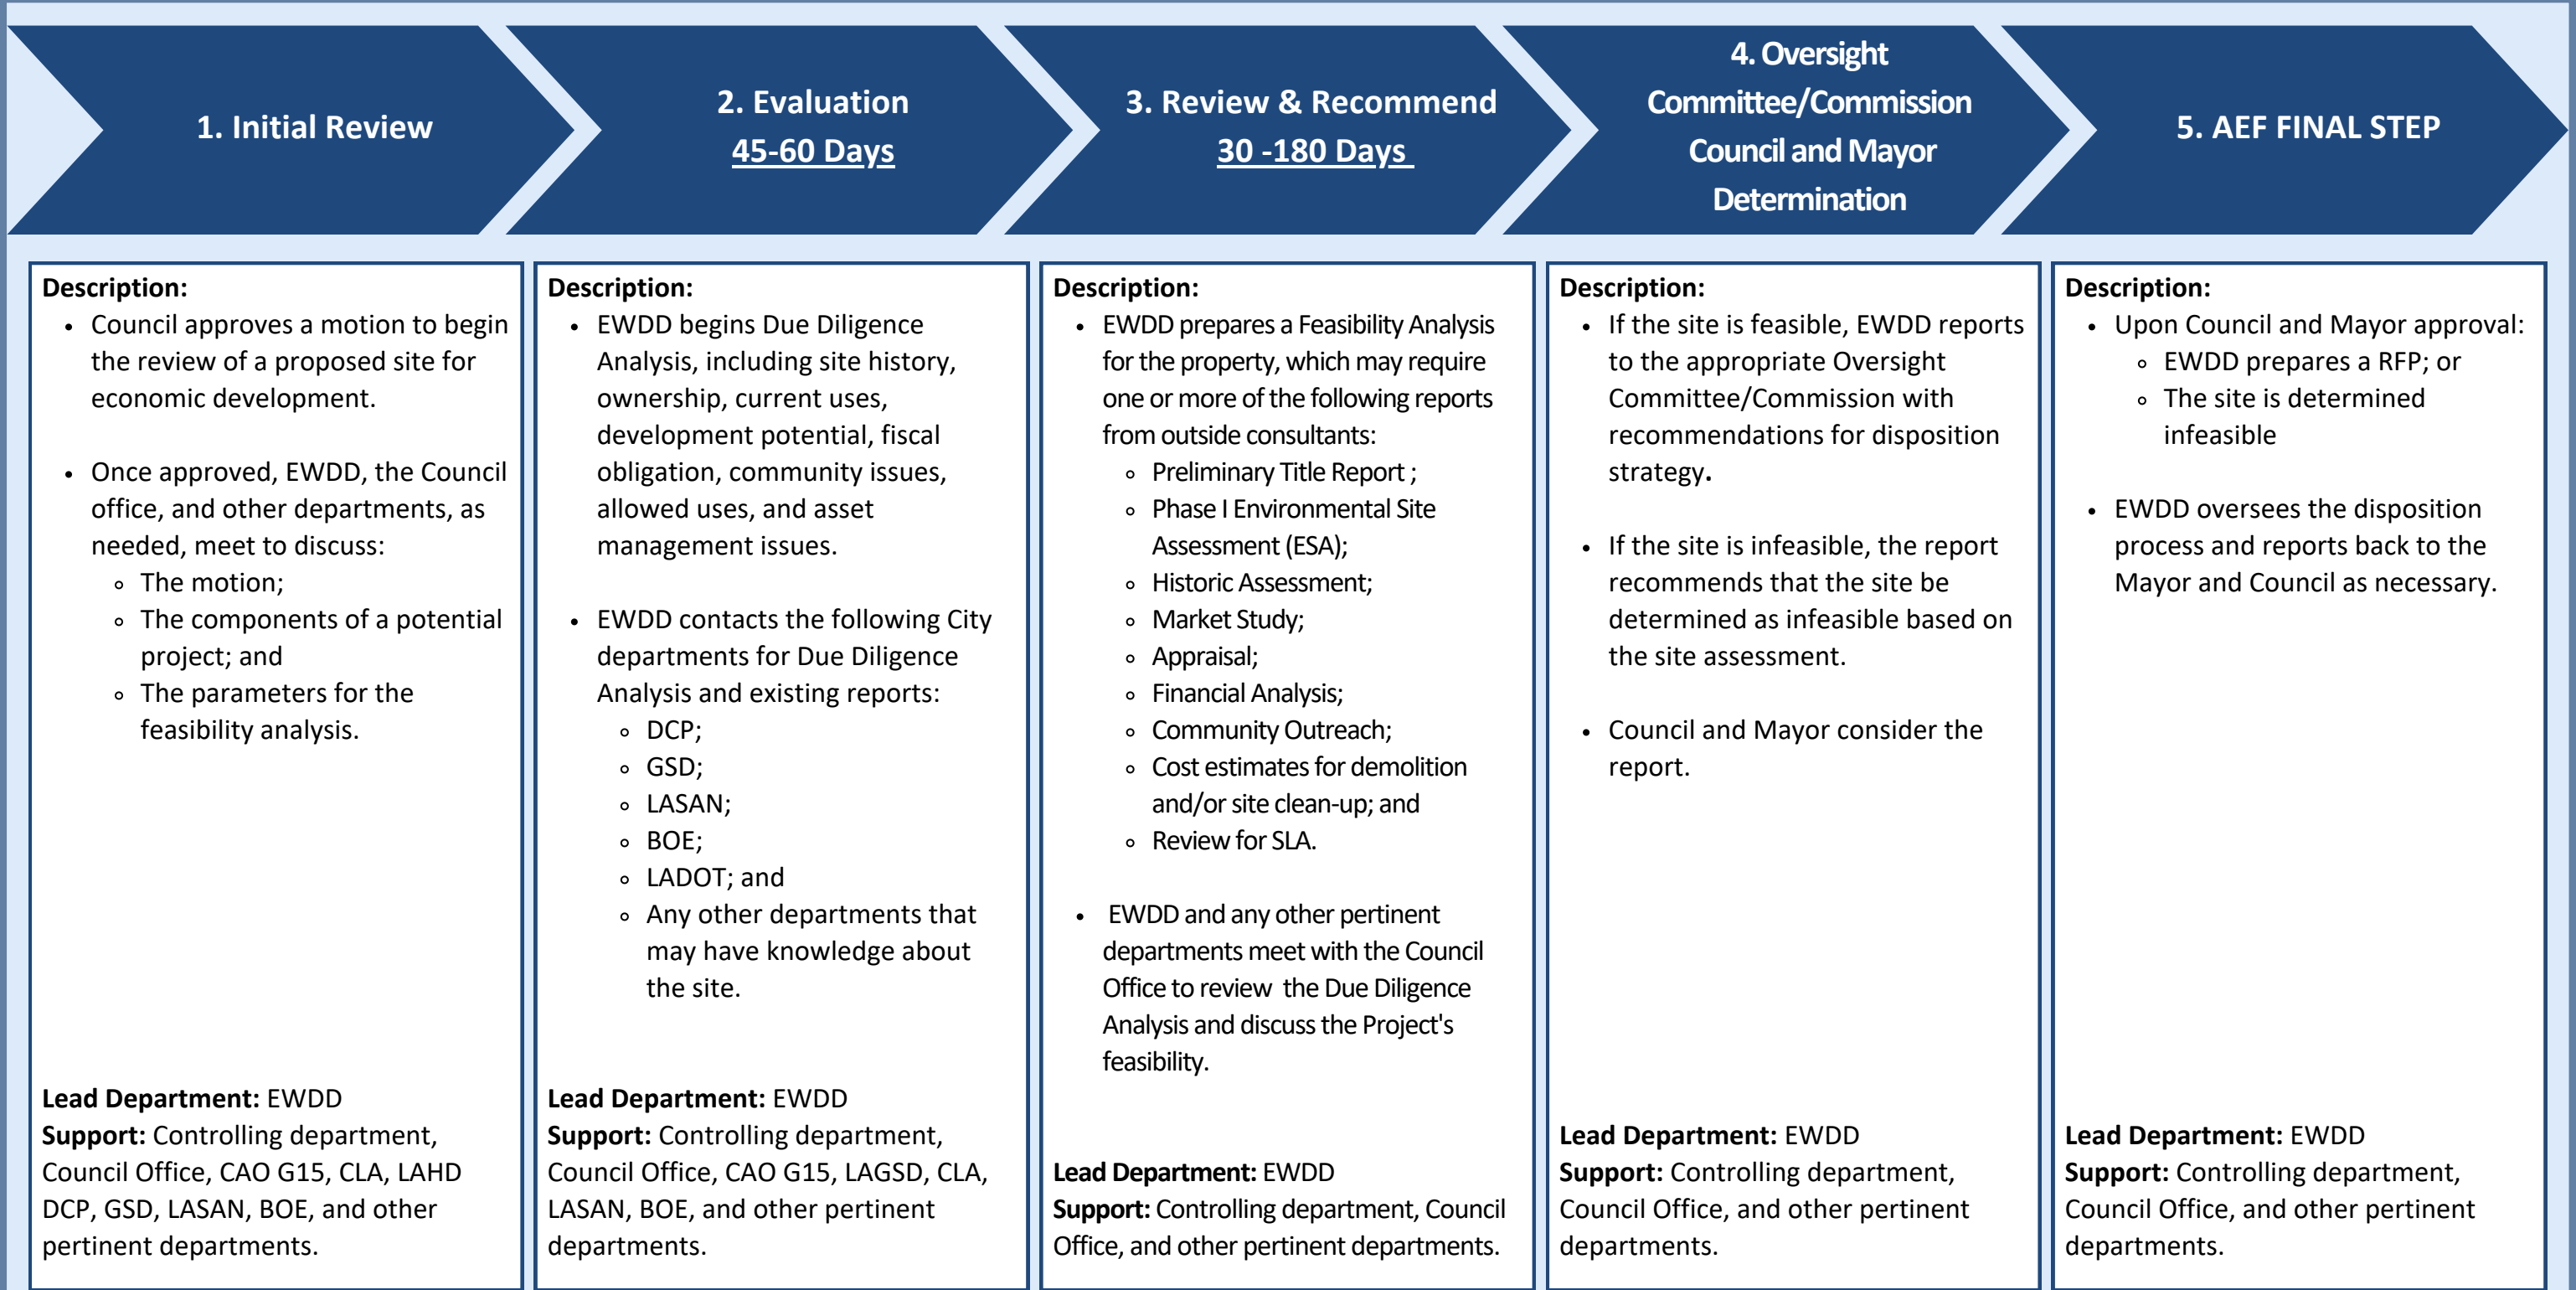 1. Initial Review
2. Evaluation
45-60 Days
3. Review & Recommend
30 -180 Days
4. Oversight
Committee/Commission
Council and Mayor
Determination
5. AEF FINAL STEP
Description:
• Council approves a motion to begin
the review of a proposed site for
economic development.
• Once approved, EWDD, the Council
office, and other departments, as
needed, meet to discuss:
◦ The motion;
◦ The components of a potential
project; and
◦ The parameters for the
feasibility analysis.
Lead Department: EWDD
Support: Controlling department,
Council Office, CAO G15, CLA, LAHD
DCP, GSD, LASAN, BOE, and other
pertinent departments.
Description:
• EWDD begins Due Diligence
Analysis, including site history,
ownership, current uses,
development potential, fiscal
obligation, community issues,
allowed uses, and asset
management issues.
• EWDD contacts the following City
departments for Due Diligence
Analysis and existing reports:
◦ DCP;
◦ GSD;
◦ LASAN;
◦ BOE;
◦ LADOT; and
◦ Any other departments that
may have knowledge about
the site.
Lead Department: EWDD
Support: Controlling department,
Council Office, CAO G15, LAGSD, CLA,
LASAN, BOE, and other pertinent
departments.
Description:
• EWDD prepares a Feasibility Analysis
for the property, which may require
one or more of the following reports
from outside consultants:
◦ Preliminary Title Report ;
◦ Phase I Environmental Site
Assessment (ESA);
◦ Historic Assessment;
◦ Market Study;
◦ Appraisal;
◦ Financial Analysis;
◦ Community Outreach;
◦ Cost estimates for demolition
and/or site clean-up; and
◦ Review for SLA.
• EWDD and any other pertinent
departments meet with the Council
Office to review the Due Diligence
Analysis and discuss the Project's
feasibility.
Lead Department: EWDD
Support: Controlling department, Council
Office, and other pertinent departments.
Description:
• If the site is feasible, EWDD reports
to the appropriate Oversight
Committee/Commission with
recommendations for disposition
strategy.
• If the site is infeasible, the report
recommends that the site be
determined as infeasible based on
the site assessment.
• Council and Mayor consider the
report.
Lead Department: EWDD
Support: Controlling department,
Council Office, and other pertinent
departments.
Description:
• Upon Council and Mayor approval:
◦ EWDD prepares a RFP; or
◦ The site is determined
infeasible
• EWDD oversees the disposition
process and reports back to the
Mayor and Council as necessary.
Lead Department: EWDD
Support: Controlling department,
Council Office, and other pertinent
departments.